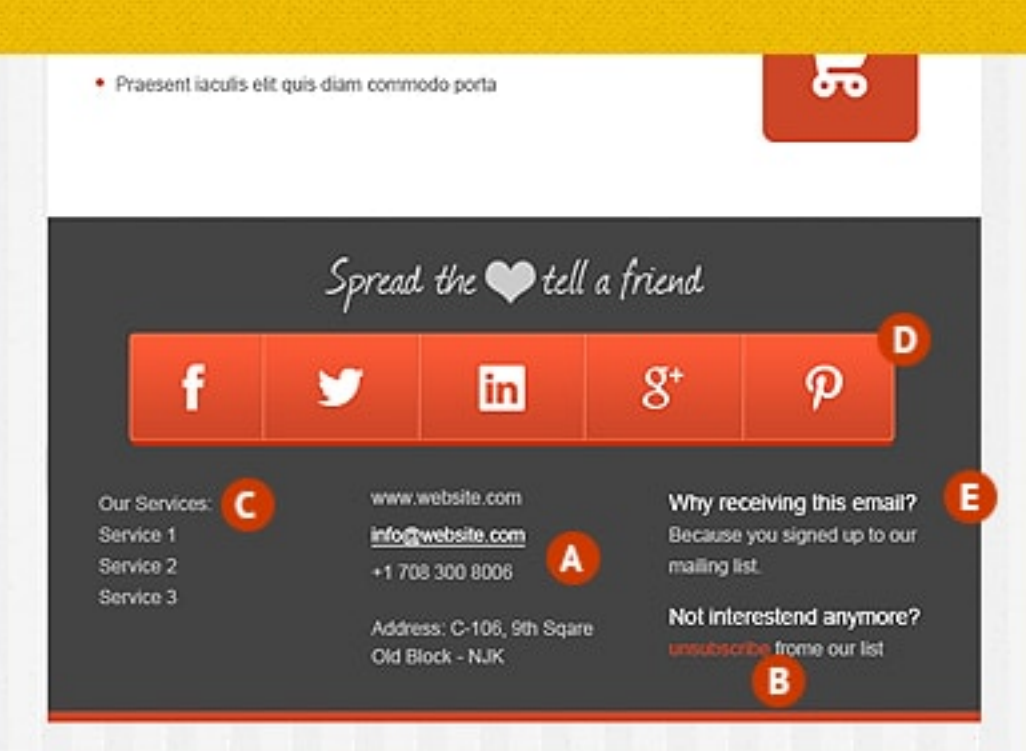 • Praesent iaculis elit quis diam commodo porta
Spread the tell a friend
D
f in g+ p
Our Services:
Service 1
Service 2
Service 3
C
www.website.com
info@website.com
+1 708 300 8006
A
Address: C-106, 9th Sqare
Old Block - NJK
Why receiving this email?
E
Because you signed up to our
mailing list.
Not interestend anymore?
unsubscribe frome our list
B